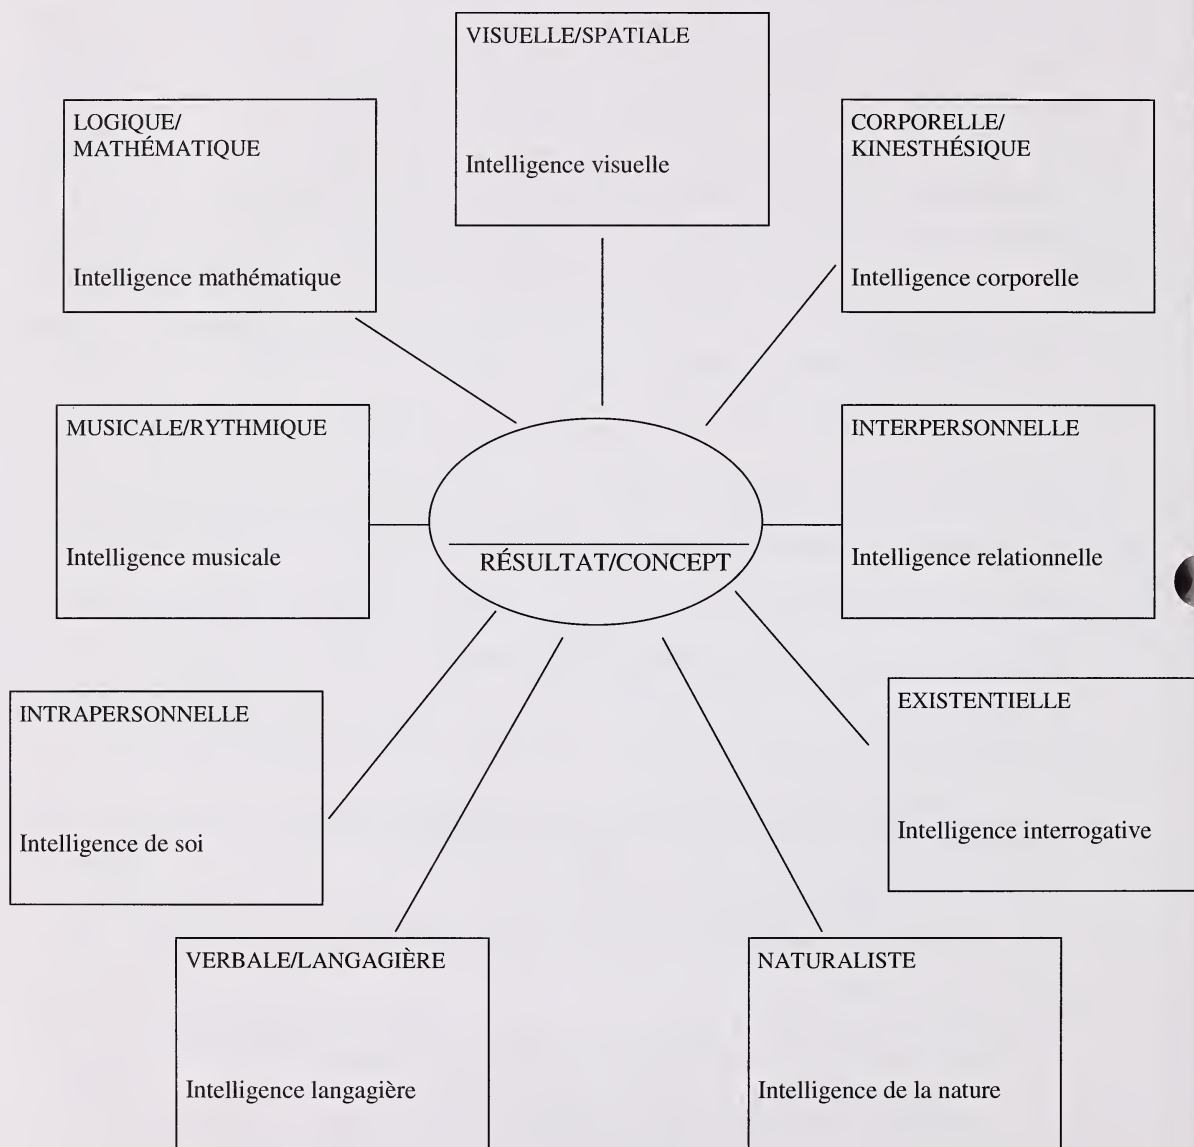 VISUELLE/SPATIALE
Intelligence visuelle
LOGIQUE/
MATHÉMATIQUE
Intelligence mathématique
CORPORELLE/
KINESTHÉSIQUE
Intelligence corporelle
MUSICALE/RYTHMIQUE
Intelligence musicale
RÉSULTAT/CONCEPT
INTERPERSONNELLE
Intelligence relationnelle
INTRAPERSONNELLE
Intelligence de soi
EXISTENTIELLE
Intelligence interrogative
VERBALE/LANGAGIÈRE
Intelligence langagière
NATURALISTE
Intelligence de la nature